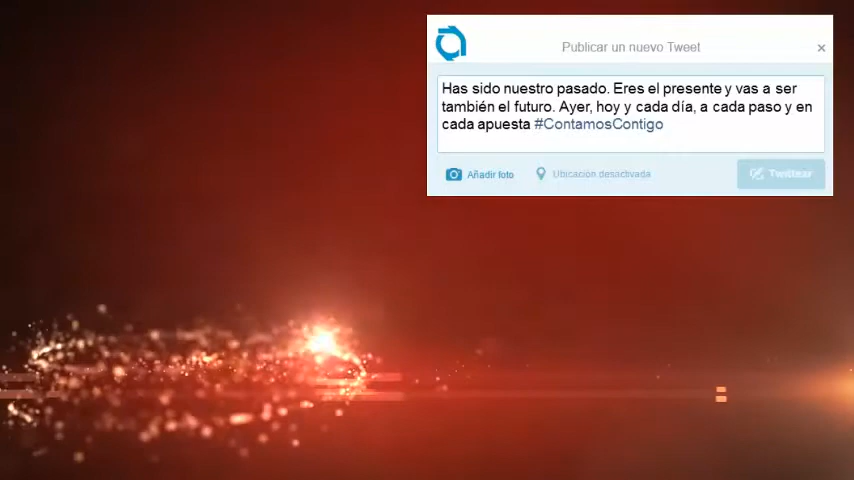 Publicar un nuevo Tweet ×
Has sido nuestro pasado. Eres el presente y vas a ser
también el futuro. Ayer, hoy y cada día, a cada paso y en
cada apuesta #ContamosContigo
Añadir foto Ubicación desactivada Twittear